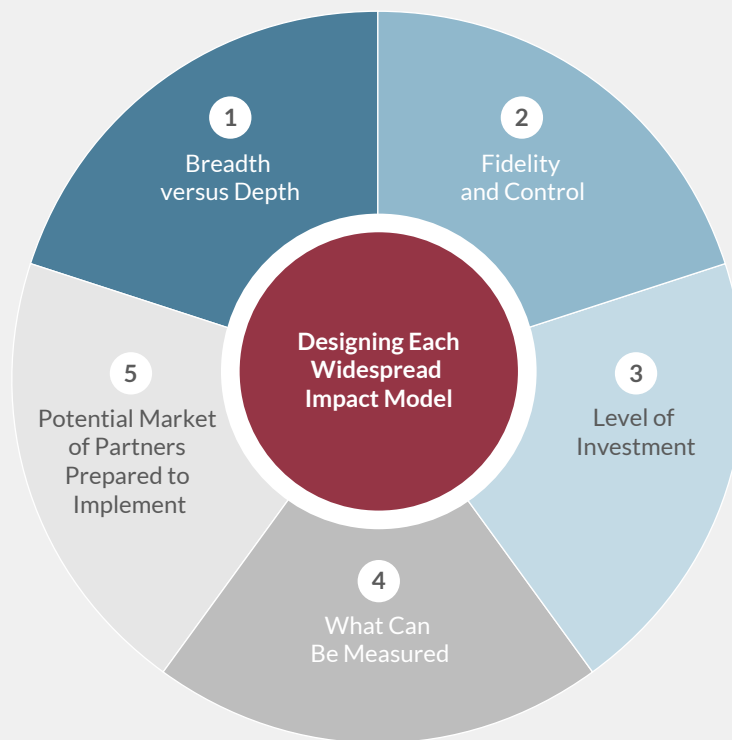 1
Breadth
versus Depth
2
Fidelity
and Control
3
Level of
Investment
4
What Can
Be Measured
5
Potential Market
of Partners
Prepared to
Implement
Designing Each
Widespread
Impact Model